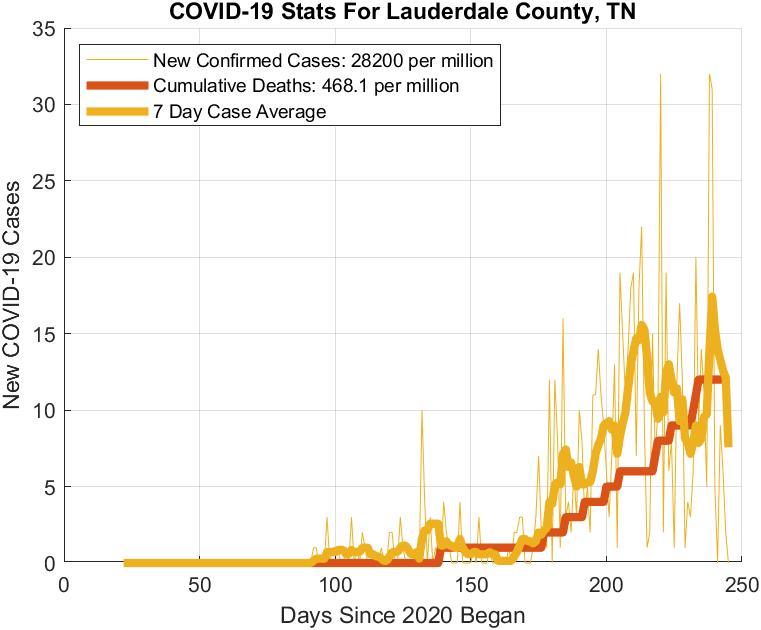 COVID-19 Stats For Lauderdale County, TN
New Confirmed Cases: 28200 per million
Cumulative Deaths: 468.1 per million
7 Day Case Average
New COVID-19 Cases
35
30
25
20
15
10
5
0
0 50 100 150 200 250
Days Since 2020 Began